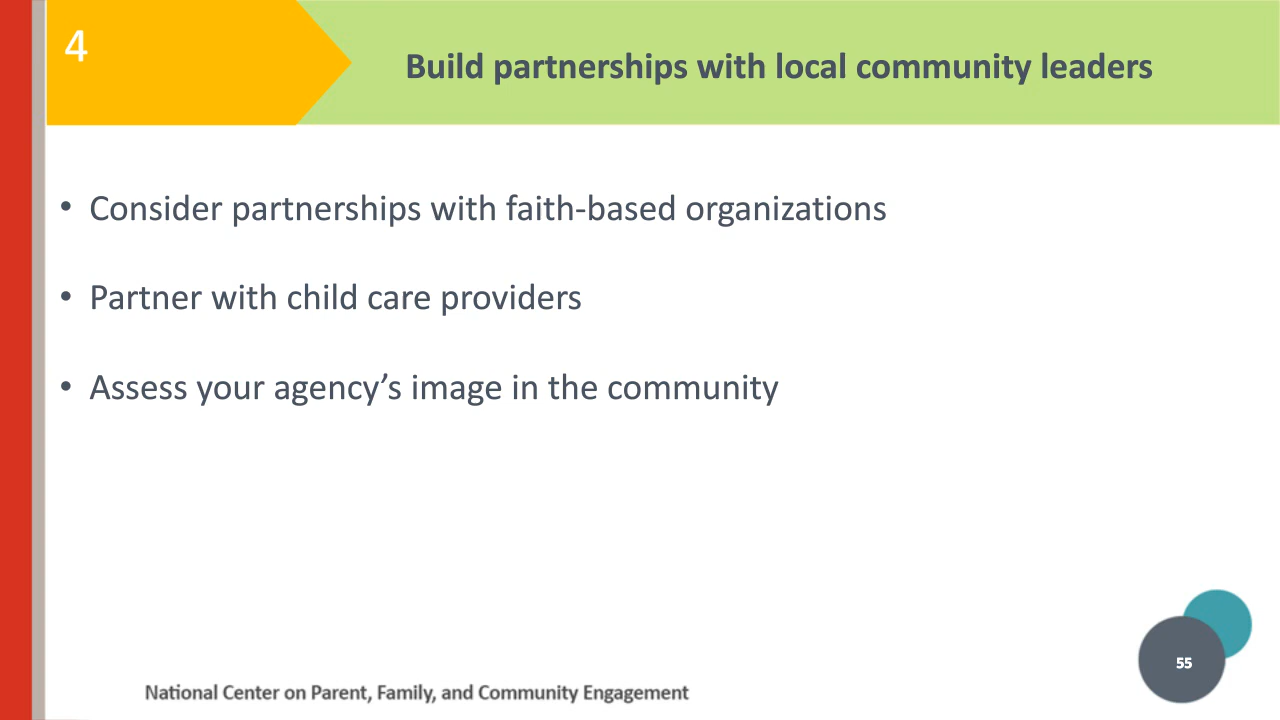 4
Build partnerships with local community leaders
• Consider partnerships with faith-based organizations
• Partner with child care providers
• Assess your agency’s image in the community
55
National Center on Parent, Family, and Community Engagement